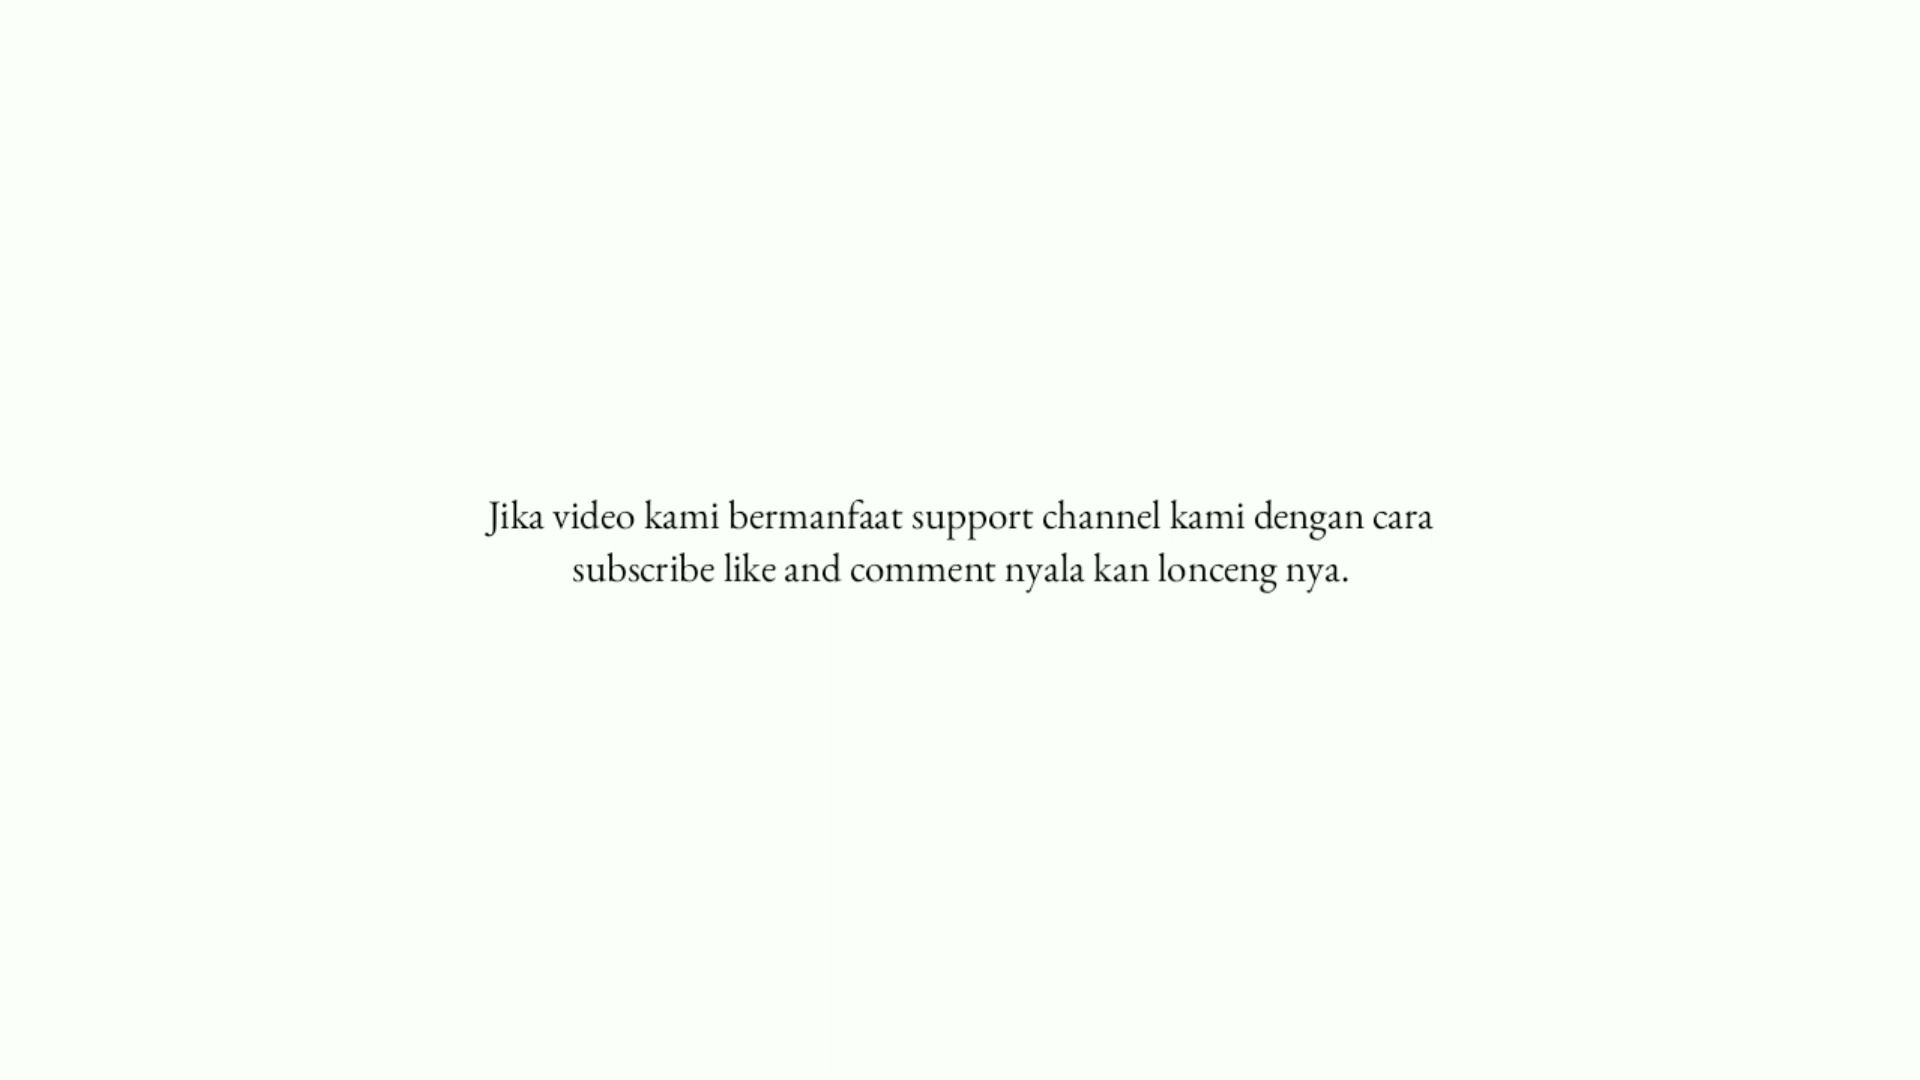 Jika video kami bermanfaat support channel kami dengan cara
subscribe like and comment nyala kan lonceng nya.